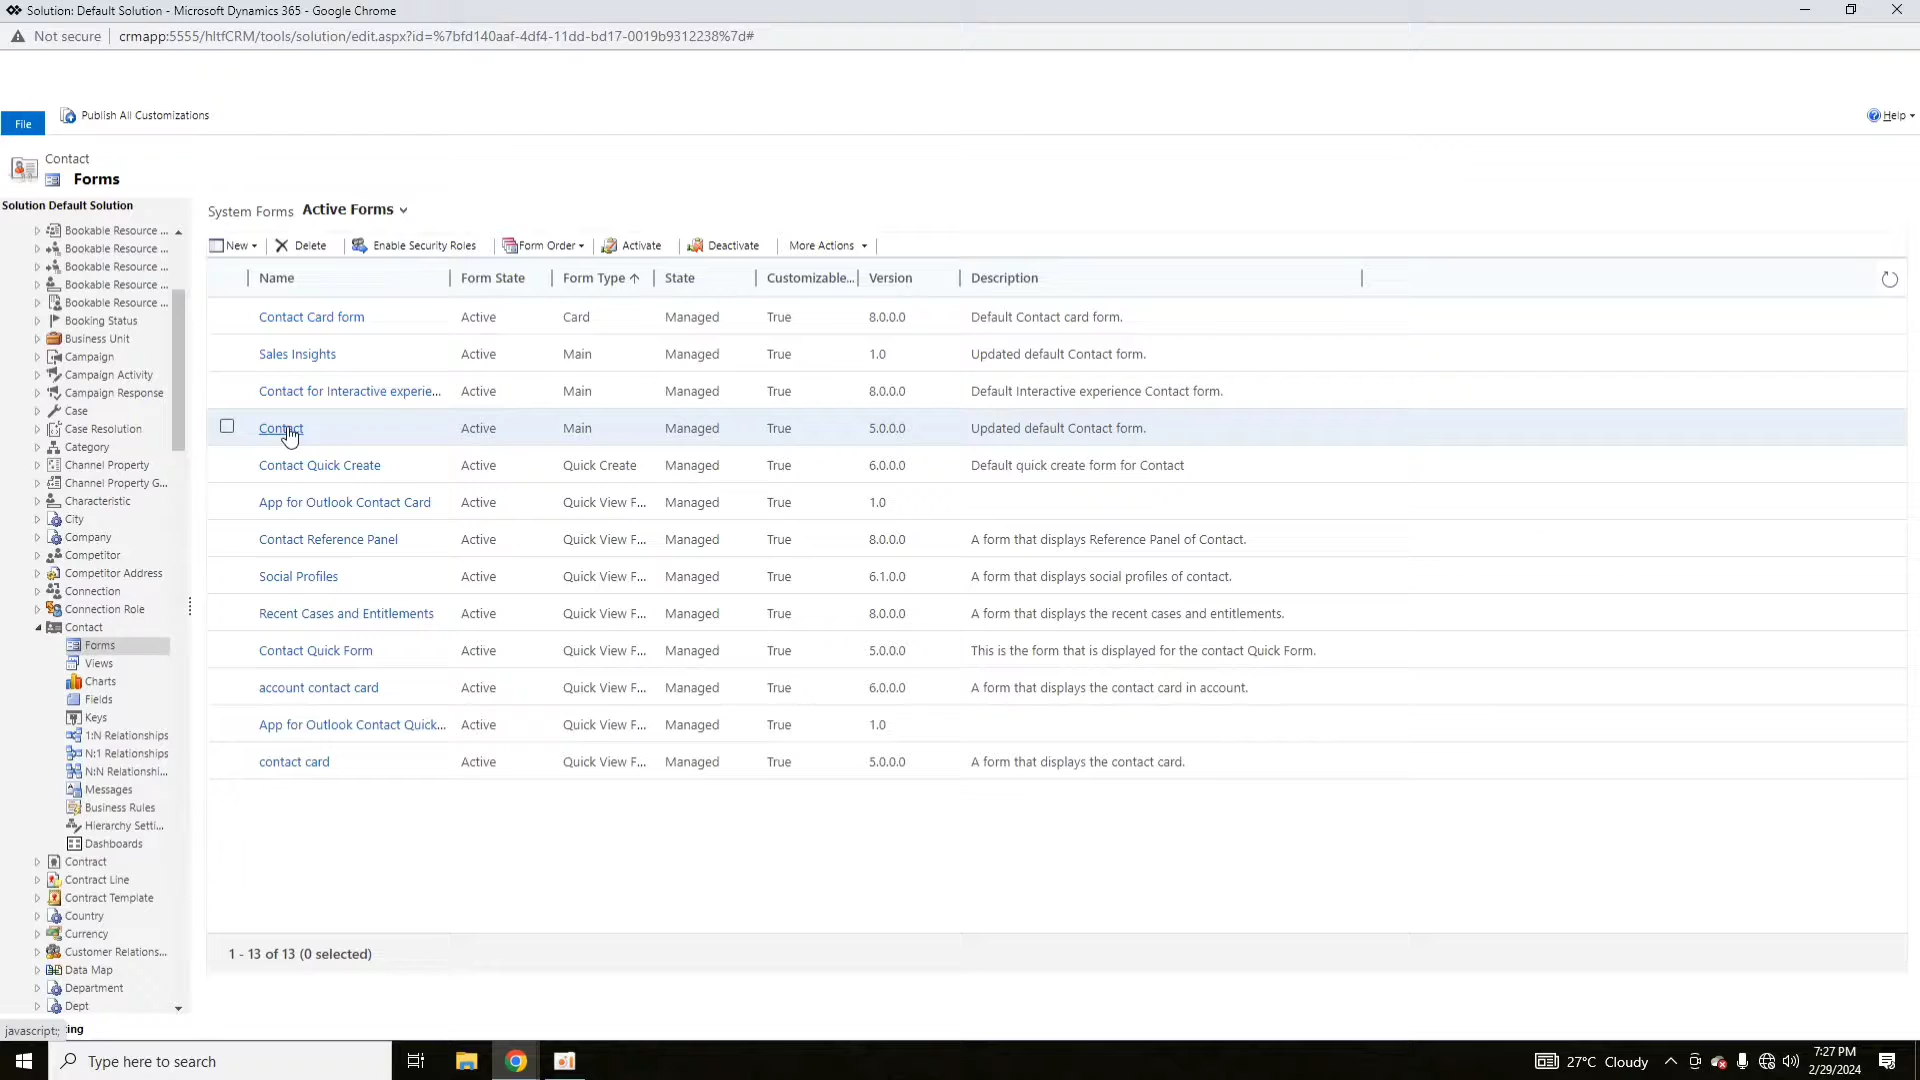 Solution: Default Solution - Microsoft Dynamics 365 - Google Chrome
Not secure crmapp:5555/hltfCRM/tools/solution/edit.aspx?id=%7bfd140aaf-4df4-11dd-bd17-0019b9312238%7d#
File Publish All Customizations Help
Contact
Forms
Solution Default Solution
Bookable Resource ...
Bookable Resource ...
Bookable Resource ...
Bookable Resource ...
Bookable Resource ...
Booking Status
Business Unit
Campaign
Campaign Activity
Campaign Response
Case
Case Resolution
Category
Channel Property
Channel Property G...
Characteristic
City
Company
Competitor
Competitor Address
Connection
Connection Role
Contact
Forms
Views
Charts
Fields
Keys
1:N Relationships
N:1 Relationships
N:N Relationshi...
Messages
Business Rules
Hierarchy Setti...
Dashboards
Contract
Contract Line
Contract Template
Country
Currency
Customer Relations...
Data Map
Department
Dept
System Forms Active Forms
New Delete Enable Security Roles Form Order Activate Deactivate More Actions
Name Form State Form Type State Customizable... Version Description
Contact Card form Active Card Managed True 8.0.0.0 Default Contact card form.
Sales Insights Active Main Managed True 1.0 Updated default Contact form.
Contact for Interactive experie... Active Main Managed True 8.0.0.0 Default Interactive experience Contact form.
Contact Active Main Managed True 5.0.0.0 Updated default Contact form.
Contact Quick Create Active Quick Create Managed True 6.0.0.0 Default quick create form for Contact
App for Outlook Contact Card Active Quick View F... Managed True 1.0
Contact Reference Panel Active Quick View F... Managed True 8.0.0.0 A form that displays Reference Panel of Contact.
Social Profiles Active Quick View F... Managed True 6.1.0.0 A form that displays social profiles of contact.
Recent Cases and Entitlements Active Quick View F... Managed True 8.0.0.0 A form that displays the recent cases and entitlements.
Contact Quick Form Active Quick View F... Managed True 5.0.0.0 This is the form that is displayed for the contact Quick Form.
account contact card Active Quick View F... Managed True 6.0.0.0 A form that displays the contact card in account.
App for Outlook Contact Quick... Active Quick View F... Managed True 1.0
contact card Active Quick View F... Managed True 5.0.0.0 A form that displays the contact card.
1 - 13 of 13 (0 selected)
javascript:; ting
Type here to search 27°C Cloudy 7:27 PM
2/29/2024